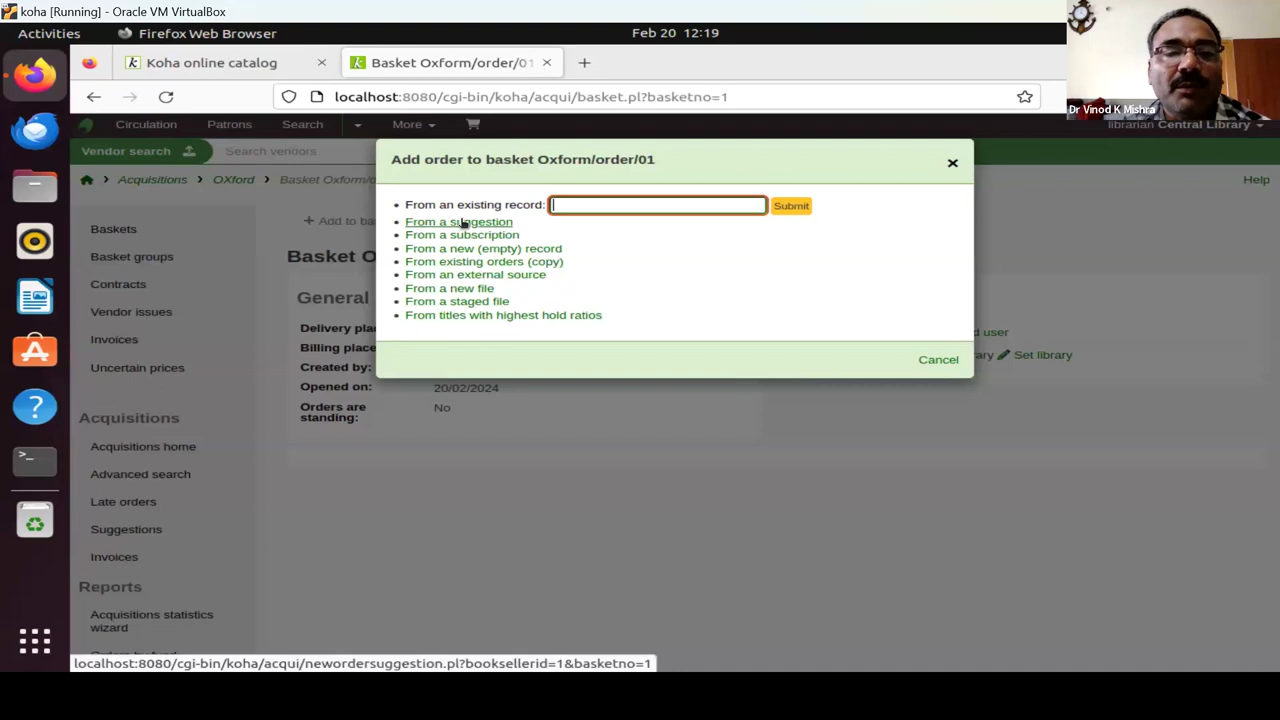 koha [Running] - Oracle VM VirtualBox
Activities
Firefox Web Browser
Feb 20 12:19
Koha online catalog
Basket Oxform/order/01
localhost:8080/cgi-bin/koha/acqui/basket.pl?basketno=1
Dr Vinod K Mishra
Circulation
Patrons
Search
More
librarian Central Library
Vendor search
Search vendors
Acquisitions
OXford
Basket Oxform/
Help
Add order to basket Oxform/order/01
From an existing record:
Submit
From a suggestion
From a subscription
From a new (empty) record
From existing orders (copy)
From an external source
From a new file
From a staged file
From titles with highest hold ratios
Cancel
Baskets
Basket groups
Contracts
Vendor issues
Invoices
Uncertain prices
Acquisitions
Acquisitions home
Advanced search
Late orders
Suggestions
Invoices
Reports
Acquisitions statistics
wizard
+ Add to ba
Basket O
General
Delivery pla
Billing place
Created by:
Opened on:
20/02/2024
Orders are
standing:
No
d user
ary
Set library
localhost:8080/cgi-bin/koha/acqui/newordersuggestion.pl?booksellerid=1&basketno=1